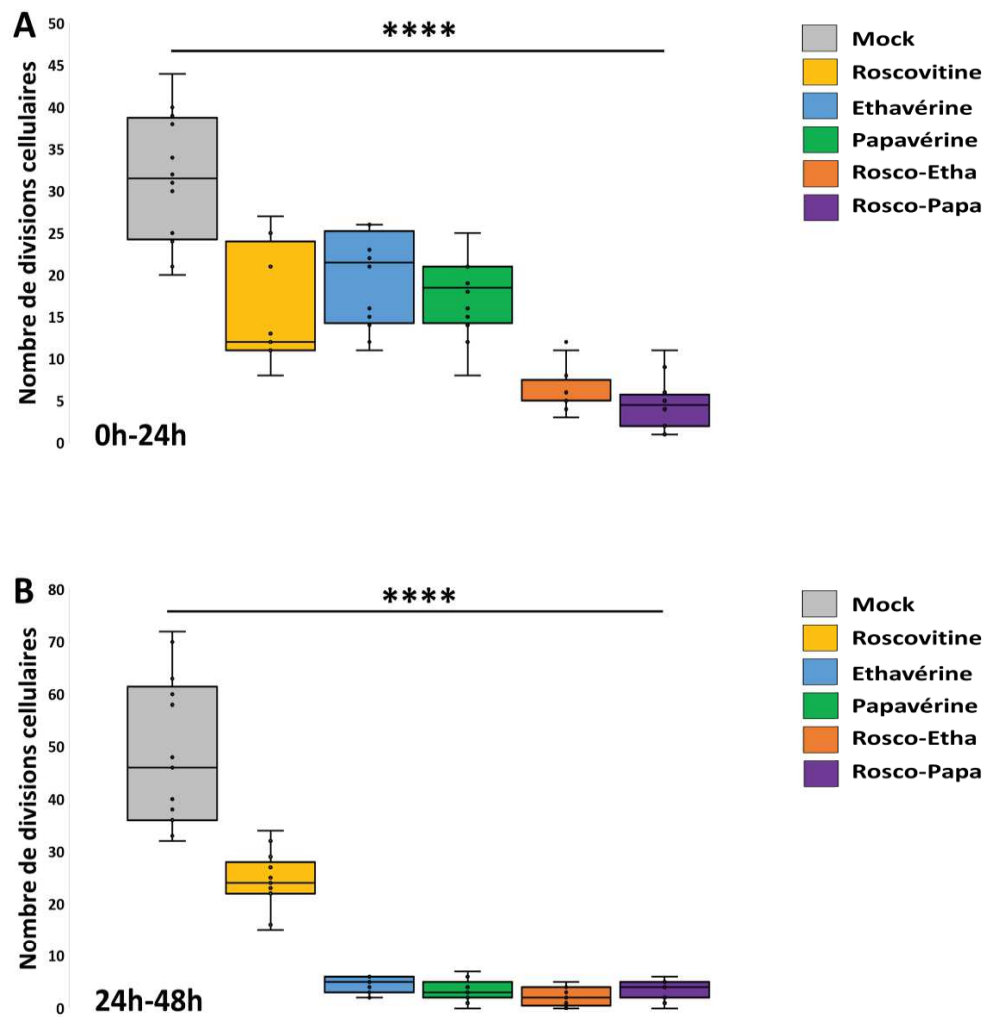 A
Nombre de divisions cellulaires
50
45
40
35
30
25
20
15
10
5
0
****
0h-24h
Mock
Roscovitine
Ethavérine
Papavérine
Rosco-Etha
Rosco-Papa
B
Nombre de divisions cellulaires
80
70
60
50
40
30
20
10
0
****
24h-48h
Mock
Roscovitine
Ethavérine
Papavérine
Rosco-Etha
Rosco-Papa